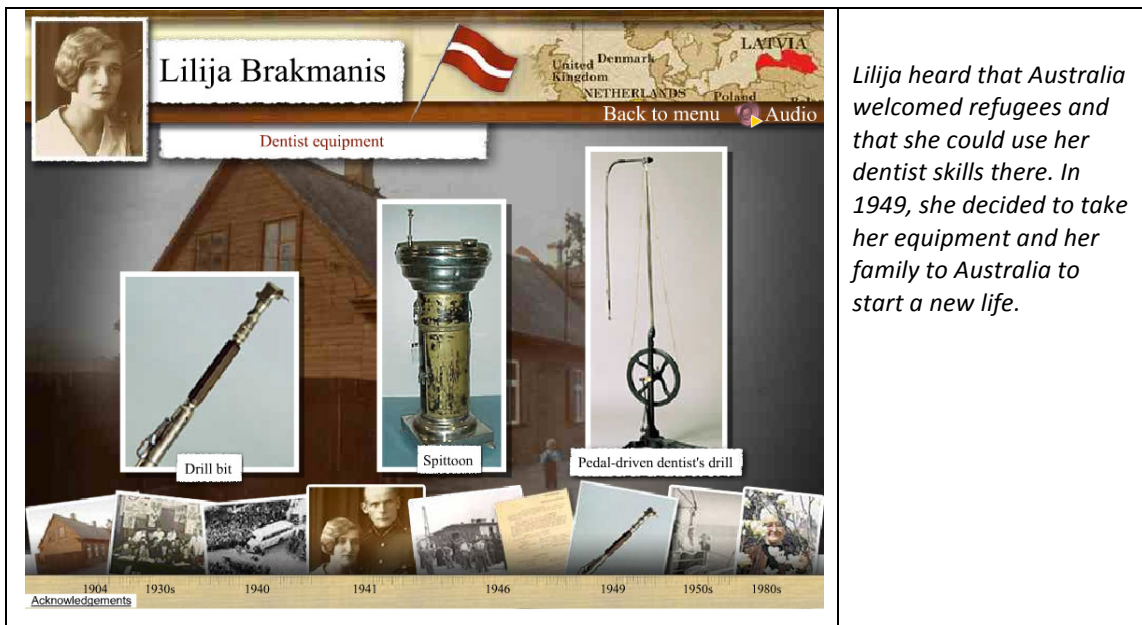 Lilija Brakmanis
LATVIA
United Denmark
Kingdom
NETHERLANDS Poland
Back to menu Audio
Dentist equipment
Drill bit
Spittoon
Pedal-driven dentist's drill
1904 1930s 1940 1941 1946 1949 1950s 1980s
Acknowledgements
Lilija heard that Australia
welcomed refugees and
that she could use her
dentist skills there. In
1949, she decided to take
her equipment and her
family to Australia to
start a new life.